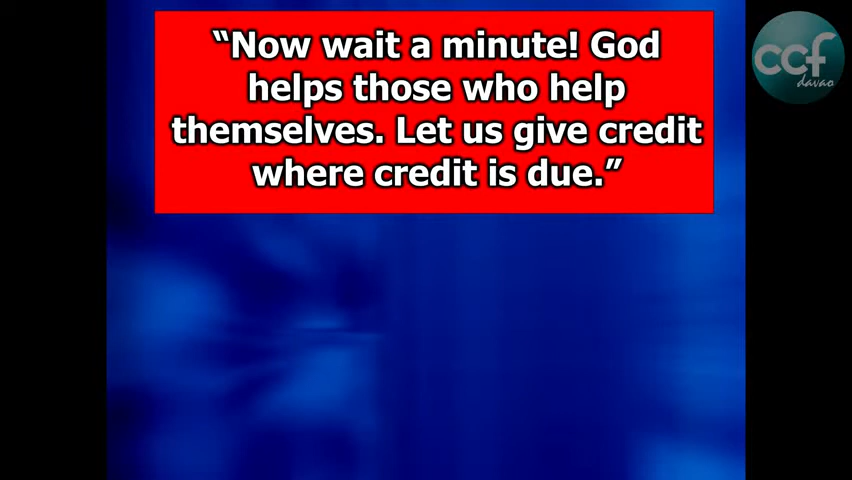 “Now wait a minute! God
helps those who help
themselves. Let us give credit
where credit is due.”
ccf
davao